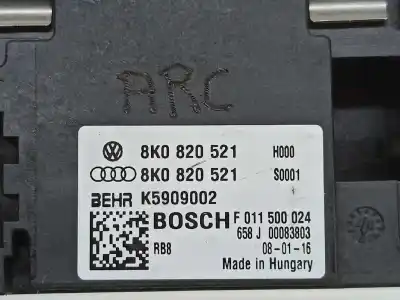 ARC
8K0 820 521 H000
8K0 820 521 S0001
BEHR K5909002
BOSCH F 011 500 024
658 J 00083803
RB8 08-01-16
Made in Hungary